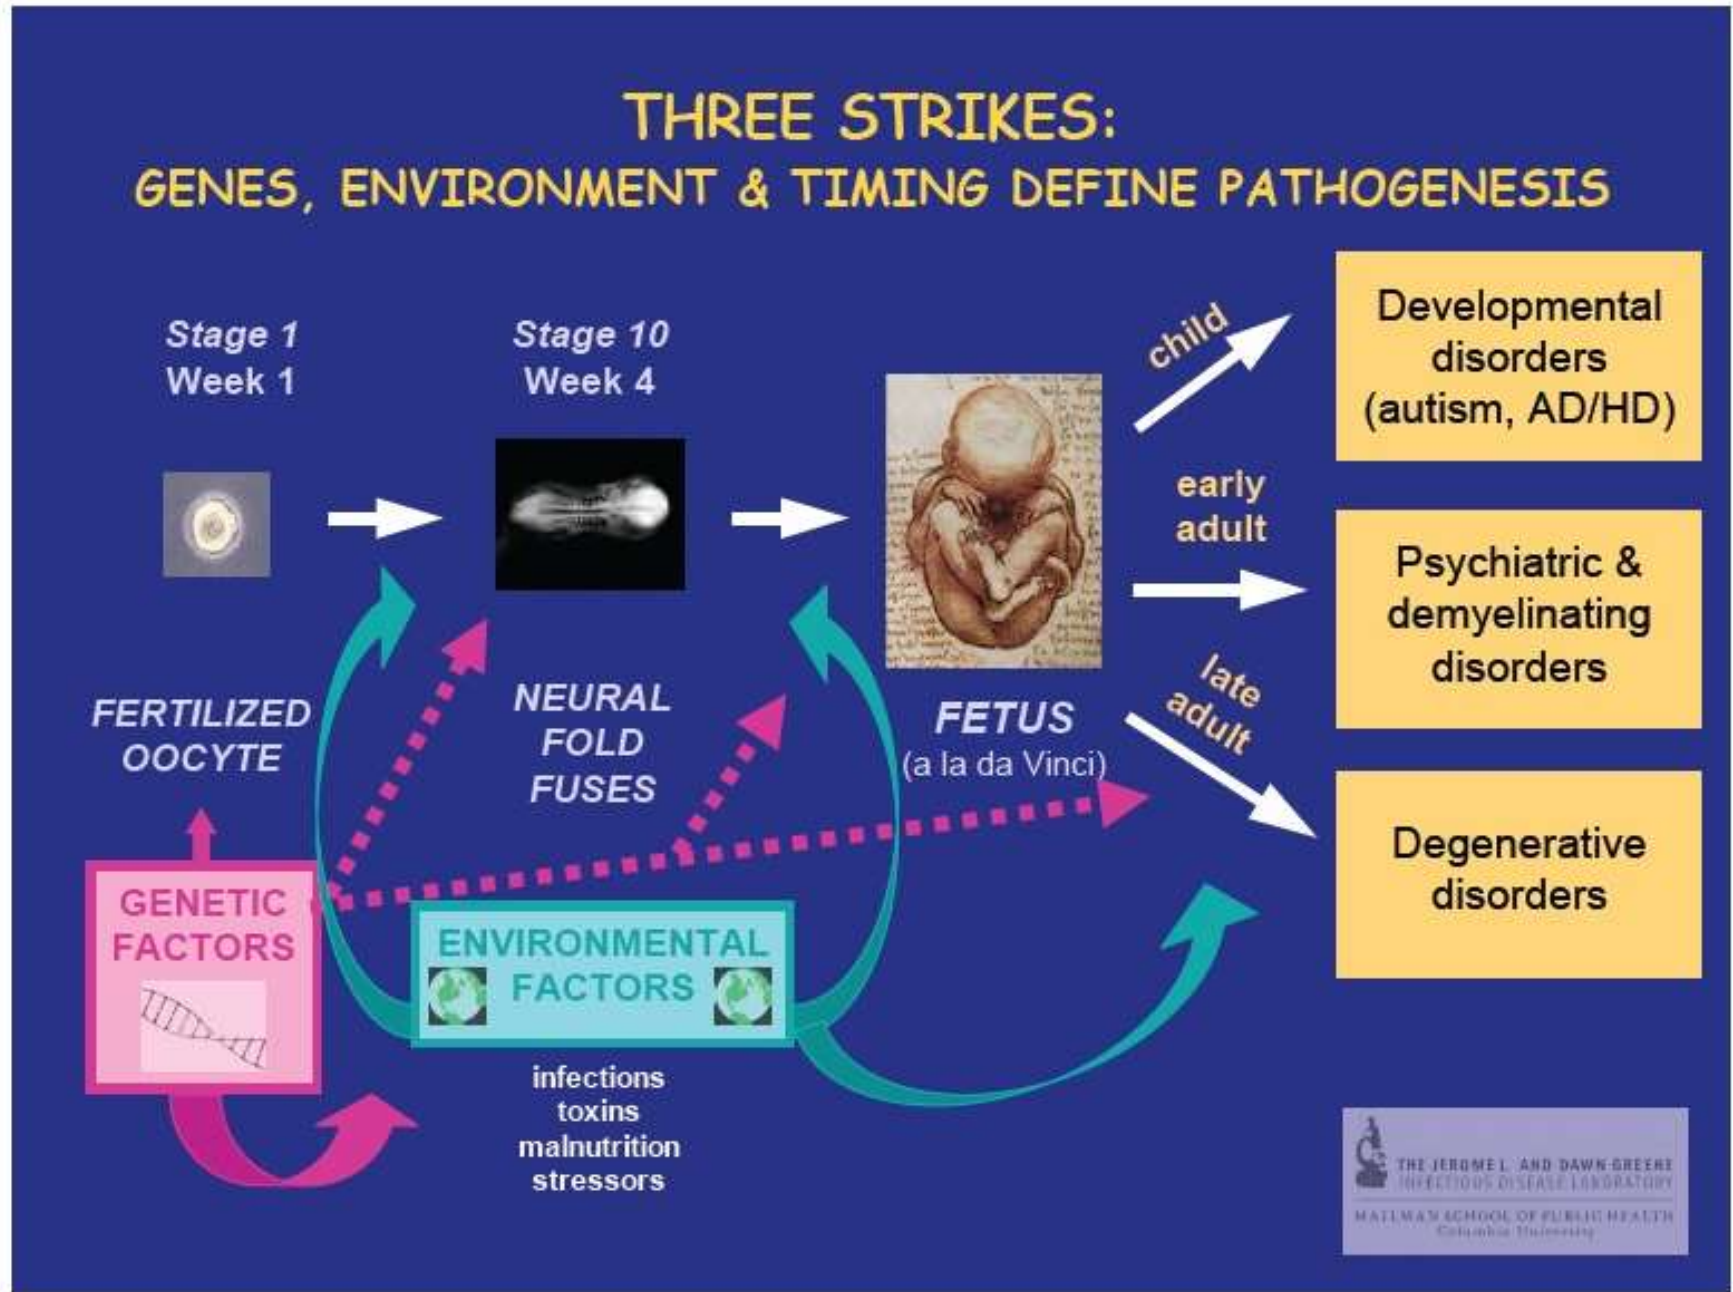 THREE STRIKES:
GENES, ENVIRONMENT & TIMING DEFINE PATHOGENESIS
Stage 1
Week 1
Stage 10
Week 4
child
Developmental
disorders
(autism, AD/HD)
early
adult
Psychiatric &
demyelinating
disorders
late
adult
Degenerative
disorders
FERTILIZED
OOCYTE
NEURAL
FOLD
FUSES
FETUS
(a la da Vinci)
GENETIC
FACTORS
ENVIRONMENTAL
FACTORS
infections
toxins
malnutrition
stressors
THE JEROME L. AND DAWN GREENE
INFECTIOUS DISEASE LABORATORY
MAILMAN SCHOOL OF PUBLIC HEALTH
Columbia University